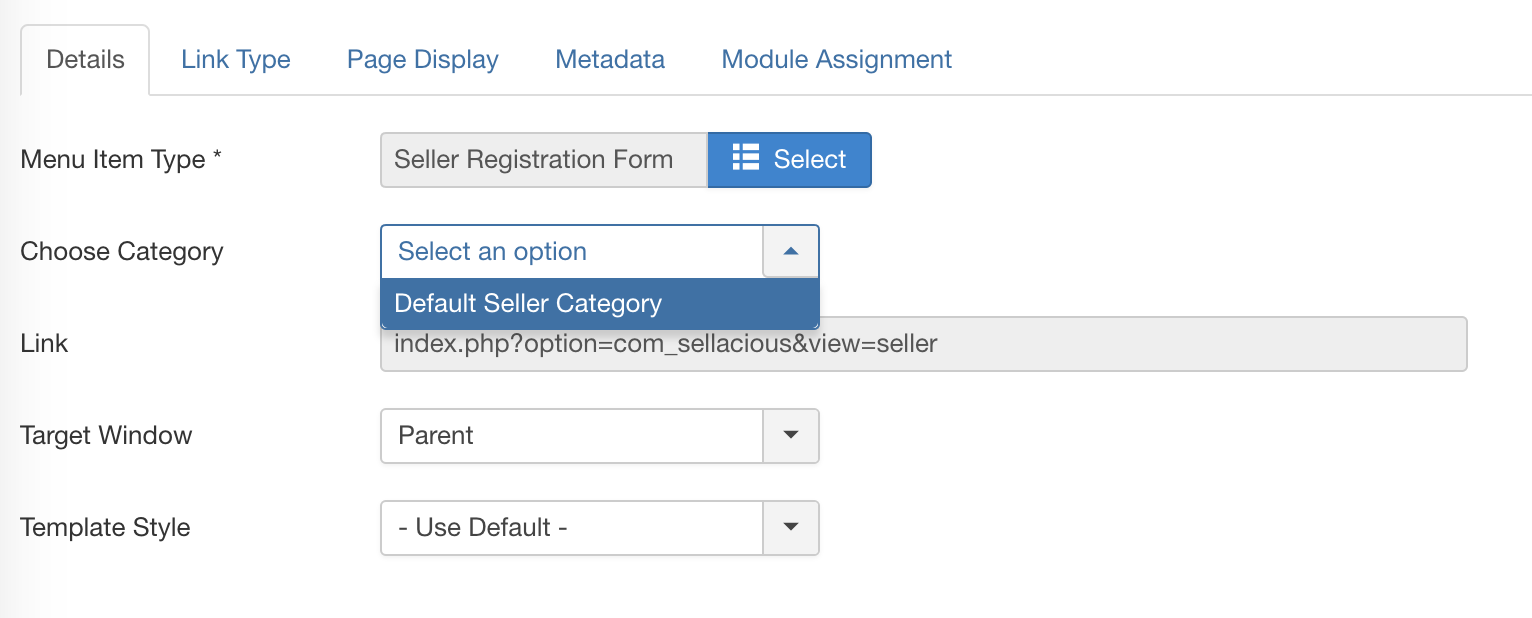 Details Link Type Page Display Metadata Module Assignment
Menu Item Type * Seller Registration Form Select
Choose Category Select an option
Default Seller Category
Link index.php?option=com_sellacious&view=seller
Target Window Parent
Template Style - Use Default -